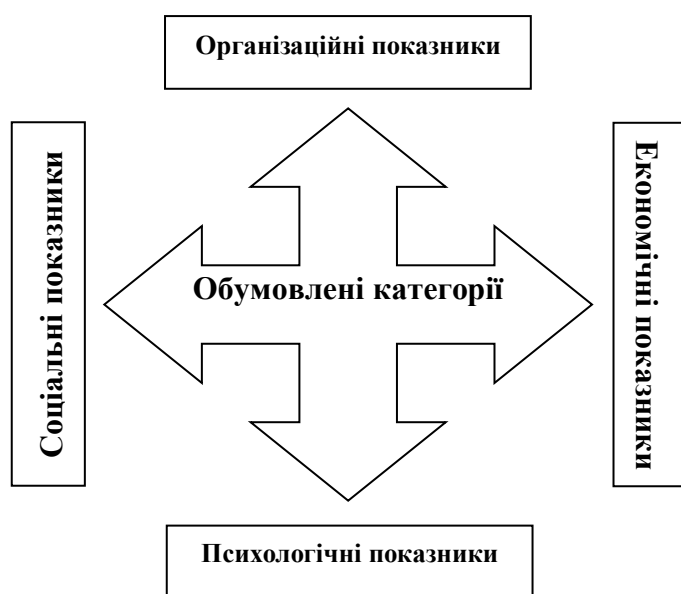 Організаційні показники
Соціальні показники
Обумовлені категорії
Економічні показники
Психологічні показники